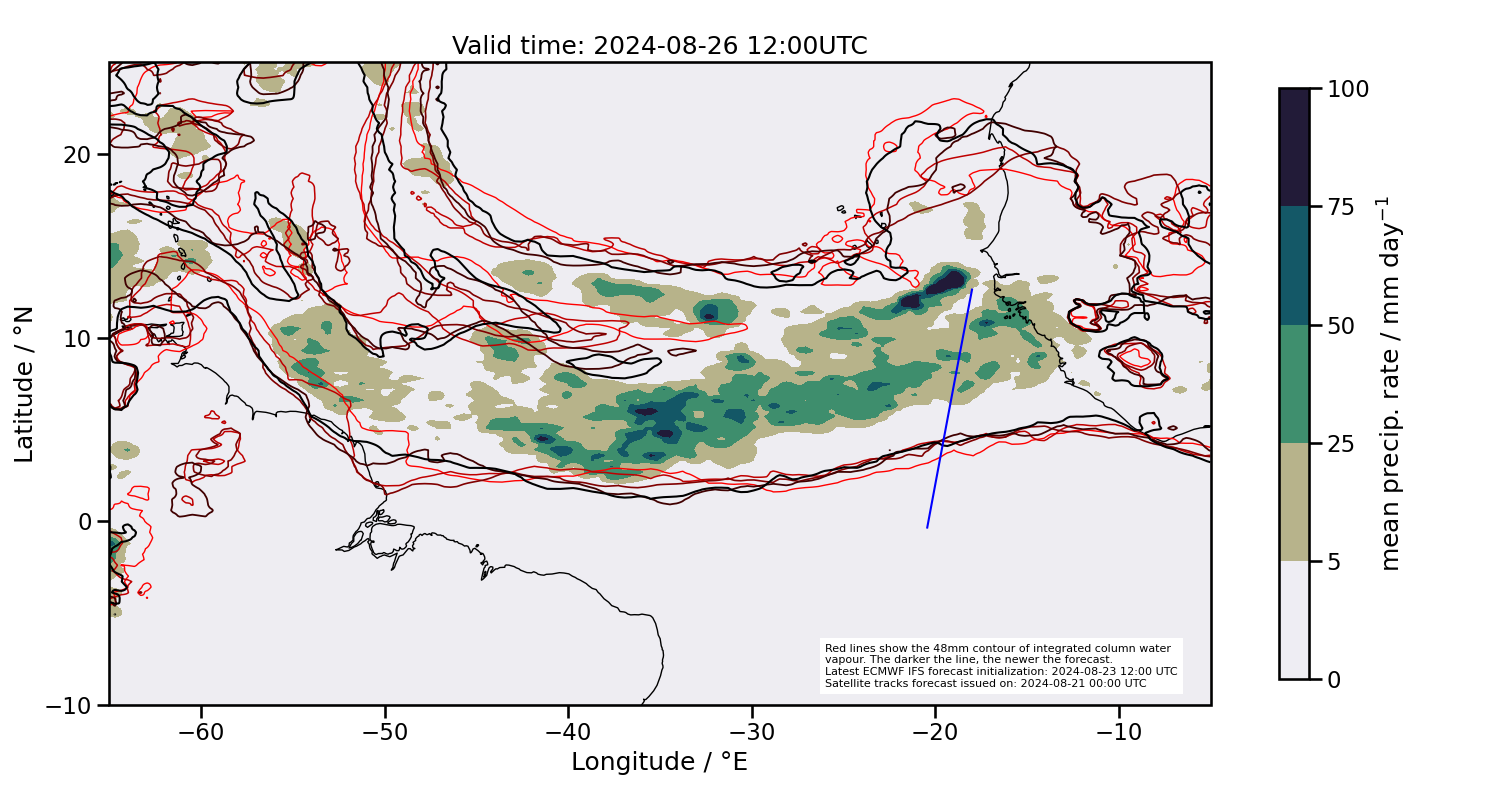 Valid time: 2024-08-26 12:00UTC
20
10
0
−10
Latitude / °N
−60
−50
−40
−30
−20
−10
Longitude / °E
Red lines show the 48mm contour of integrated column water
vapour. The darker the line, the newer the forecast.
Latest ECMWF IFS forecast initialization: 2024-08-23 12:00 UTC
Satellite tracks forecast issued on: 2024-08-21 00:00 UTC
100
75
50
25
5
0
mean precip. rate / mm day⁻¹